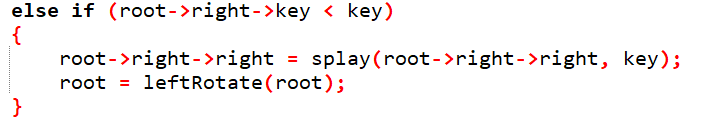 else if (root->right->key < key)
{
    root->right->right = splay(root->right->right, key);
    root = leftRotate(root);
}